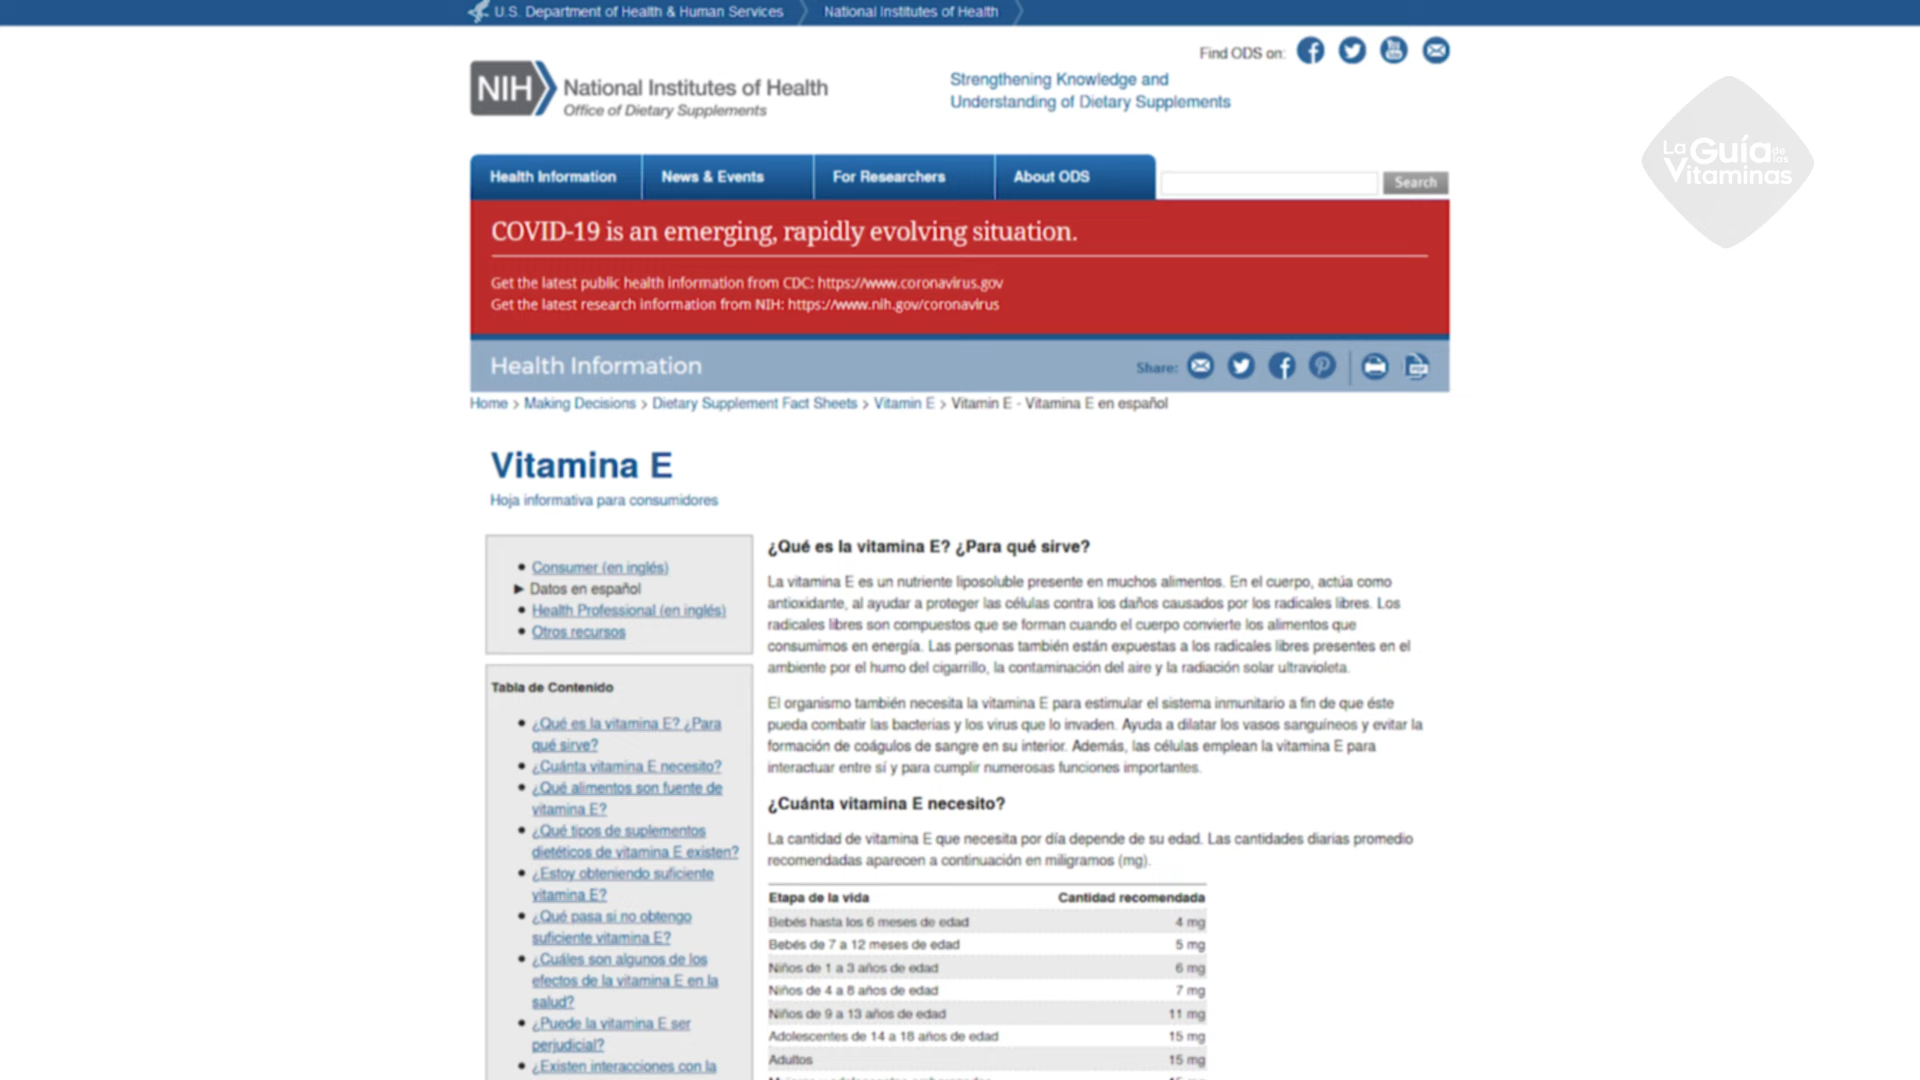 U.S. Department of Health & Human Services
National Institutes of Health
Find ODS on:
NIH
National Institutes of Health
Office of Dietary Supplements
Strengthening Knowledge and
Understanding of Dietary Supplements
La Guía de las
Vitaminas
Health Information
News & Events
For Researchers
About ODS
Search
COVID-19 is an emerging, rapidly evolving situation.
Get the latest public health information from CDC: https://www.coronavirus.gov
Get the latest research information from NIH: https://www.nih.gov/coronavirus
Health Information
Share:
Home > Making Decisions > Dietary Supplement Fact Sheets > Vitamin E > Vitamin E - Vitamina E en español
Vitamina E
Hoja informativa para consumidores
Consumer (en inglés)
Datos en español
Health Professional (en inglés)
Otros recursos
Tabla de Contenido
¿Qué es la vitamina E? ¿Para
qué sirve?
¿Cuánta vitamina E necesito?
¿Qué alimentos son fuente de
vitamina E?
¿Qué tipos de suplementos
dietéticos de vitamina E existen?
¿Estoy obteniendo suficiente
vitamina E?
¿Qué pasa si no obtengo
suficiente vitamina E?
¿Cuáles son algunos de los
efectos de la vitamina E en la
salud?
¿Puede la vitamina E ser
perjudicial?
¿Existen interacciones con la
¿Qué es la vitamina E? ¿Para qué sirve?
La vitamina E es un nutriente liposoluble presente en muchos alimentos. En el cuerpo, actúa como
antioxidante, al ayudar a proteger las células contra los daños causados por los radicales libres. Los
radicales libres son compuestos que se forman cuando el cuerpo convierte los alimentos que
consumimos en energía. Las personas también están expuestas a los radicales libres presentes en el
ambiente por el humo del cigarrillo, la contaminación del aire y la radiación solar ultravioleta.
El organismo también necesita la vitamina E para estimular el sistema inmunitario a fin de que éste
pueda combatir las bacterias y los virus que lo invaden. Ayuda a dilatar los vasos sanguíneos y evitar la
formación de coágulos de sangre en su interior. Además, las células emplean la vitamina E para
interactuar entre sí y para cumplir numerosas funciones importantes.
¿Cuánta vitamina E necesito?
La cantidad de vitamina E que necesita por día depende de su edad. Las cantidades diarias promedio
recomendadas aparecen a continuación en miligramos (mg).
Etapa de la vida Cantidad recomendada
Bebés hasta los 6 meses de edad 4 mg
Bebés de 7 a 12 meses de edad 5 mg
Niños de 1 a 3 años de edad 6 mg
Niños de 4 a 8 años de edad 7 mg
Niños de 9 a 13 años de edad 11 mg
Adolescentes de 14 a 18 años de edad 15 mg
Adultos 15 mg